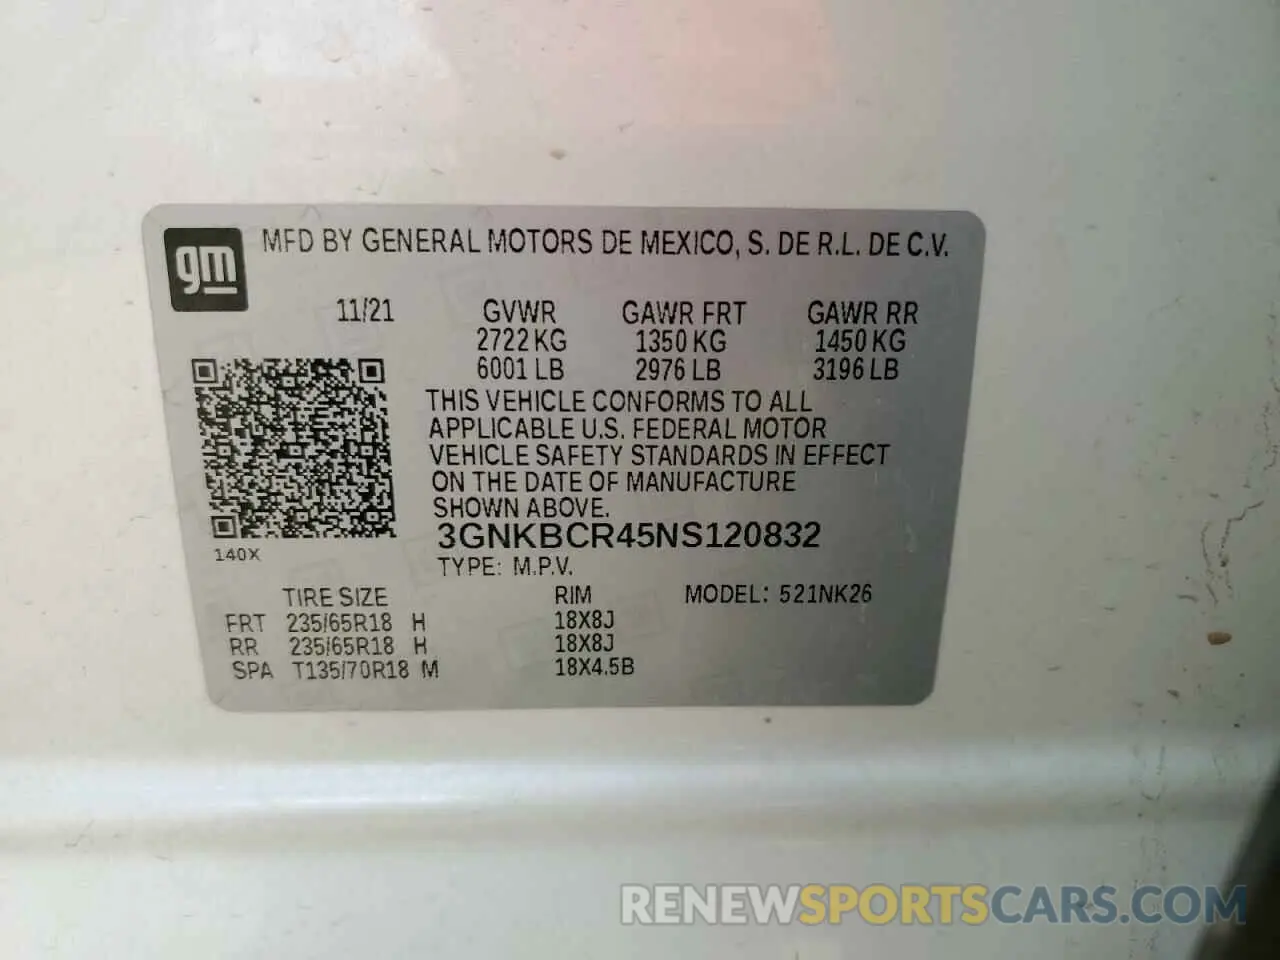 gm MFD BY GENERAL MOTORS DE MEXICO, S. DE R.L. DE C.V.
11/21 GVWR GAWR FRT GAWR RR
2722 KG 1350 KG 1450 KG
6001 LB 2976 LB 3196 LB
THIS VEHICLE CONFORMS TO ALL
APPLICABLE U.S. FEDERAL MOTOR
VEHICLE SAFETY STANDARDS IN EFFECT
ON THE DATE OF MANUFACTURE
SHOWN ABOVE.
3GNKBCR45NS120832
140X
TYPE: M.P.V.
TIRE SIZE RIM MODEL: 521NK26
FRT 235/65R18 H 18X8J
RR 235/65R18 H 18X8J
SPA T135/70R18 M 18X4.5B
RENEWSPORTSCARS.COM